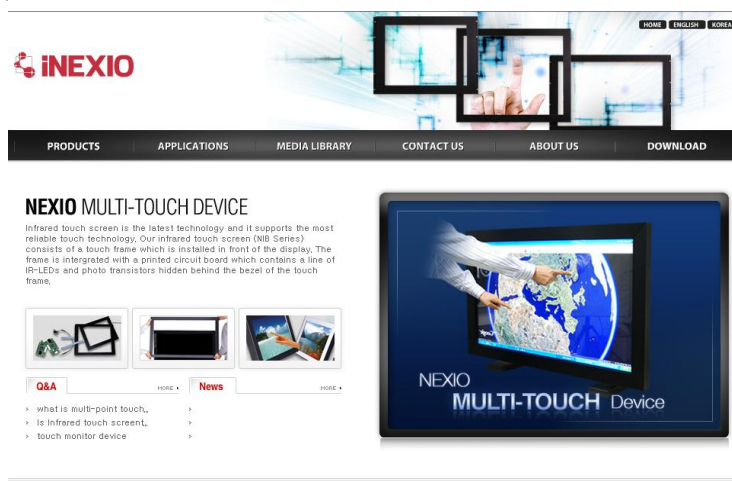 HOME ENGLISH KOREA
iNEXIO
PRODUCTS APPLICATIONS MEDIA LIBRARY CONTACT US ABOUT US DOWNLOAD
NEXIO MULTI-TOUCH DEVICE
Infrared touch screen is the latest technology and it supports the most
reliable touch technology. Our infrared touch screen (NIB Series)
consists of a touch frame which is installed in front of the display. The
frame is intergrated with a printed circuit board which contains a line of
IR-LEDs and photo transistors hidden behind the bezel of the touch
frame.
Q&A MORE
what is multi-point touch..
Is Infrared touch screent..
touch monitor device
News MORE
NEXIO
MULTI-TOUCH Device